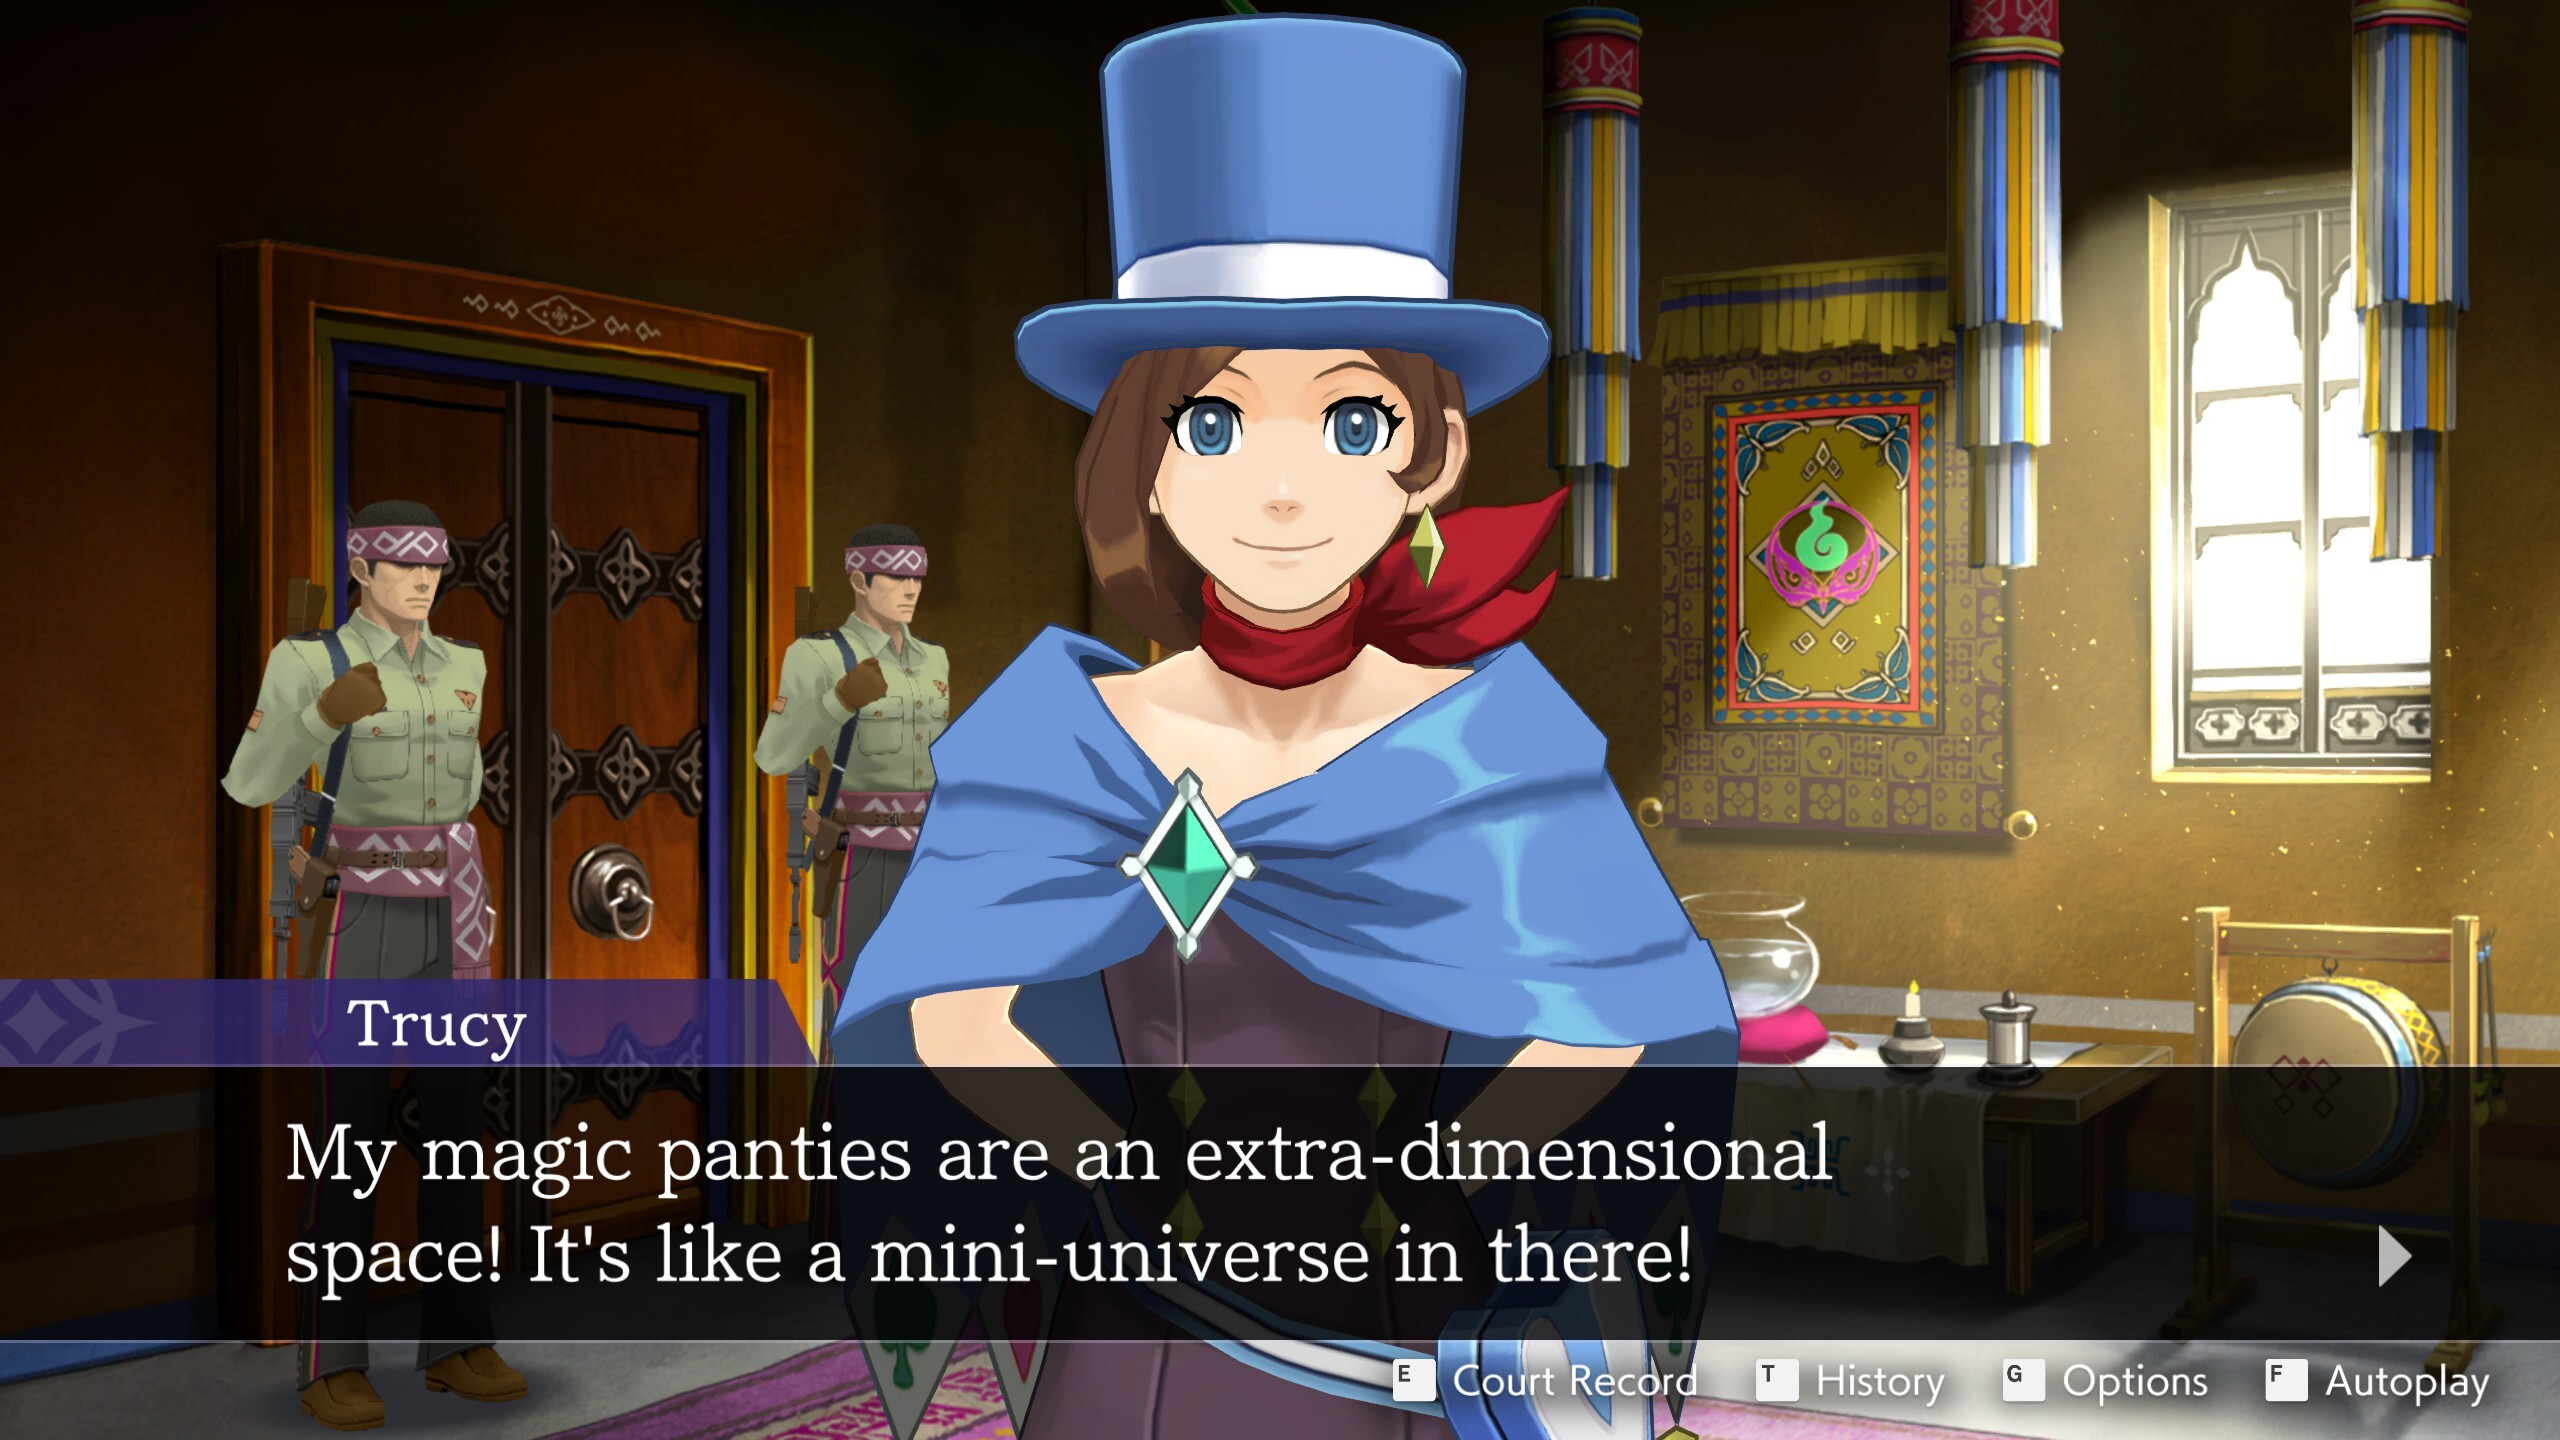 Trucy
My magic panties are an extra-dimensional
space! It's like a mini-universe in there!
E Court Record T History G Options F Autoplay